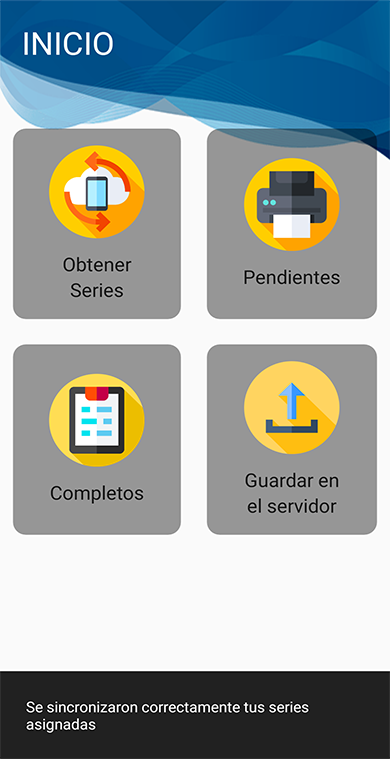 INICIO
Obtener
Series
Pendientes
Completos
Guardar en
el servidor
Se sincronizaron correctamente tus series
asignadas